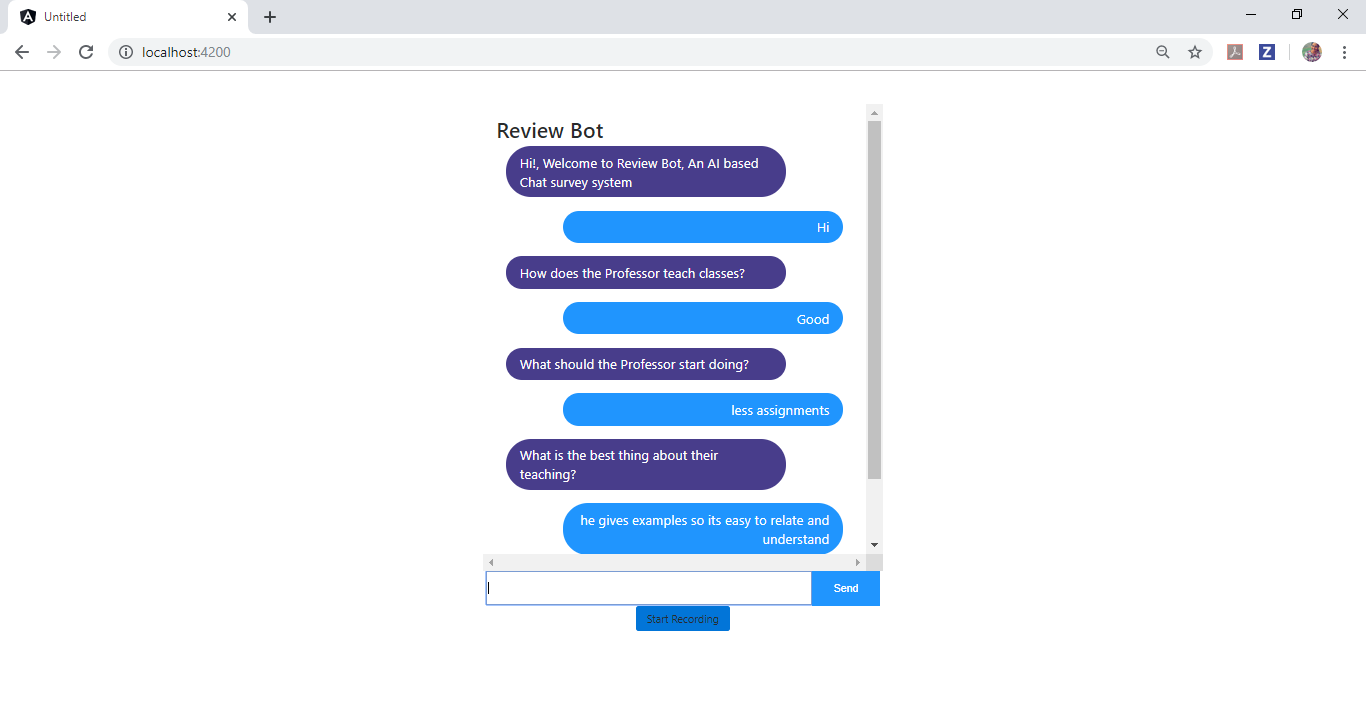 Untitled
localhost:4200
Z
Review Bot
Hi!, Welcome to Review Bot, An AI based
Chat survey system
Hi
How does the Professor teach classes?
Good
What should the Professor start doing?
less assignments
What is the best thing about their
teaching?
he gives examples so its easy to relate and
understand
Send
Start Recording